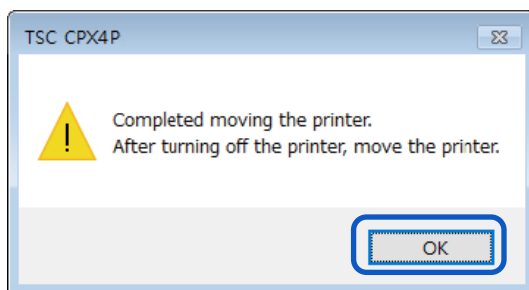 TSC CPX4P
Completed moving the printer.
After turning off the printer, move the printer.
OK